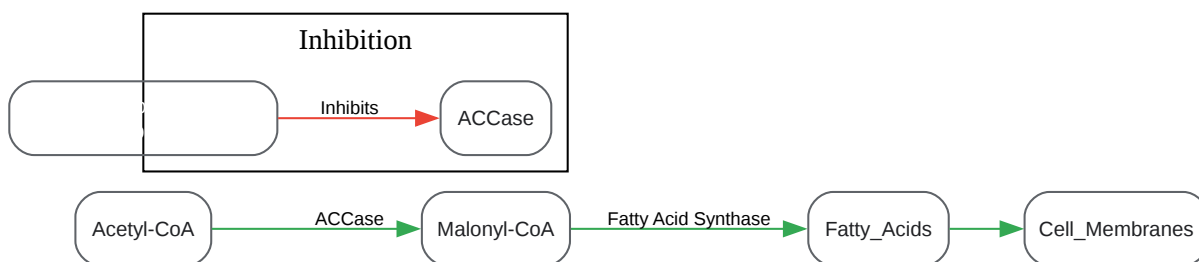 Inhibition
Inhibits
ACCase
Acetyl-CoA
ACCase
Malonyl-CoA
Fatty Acid Synthase
Fatty_Acids
Cell_Membranes